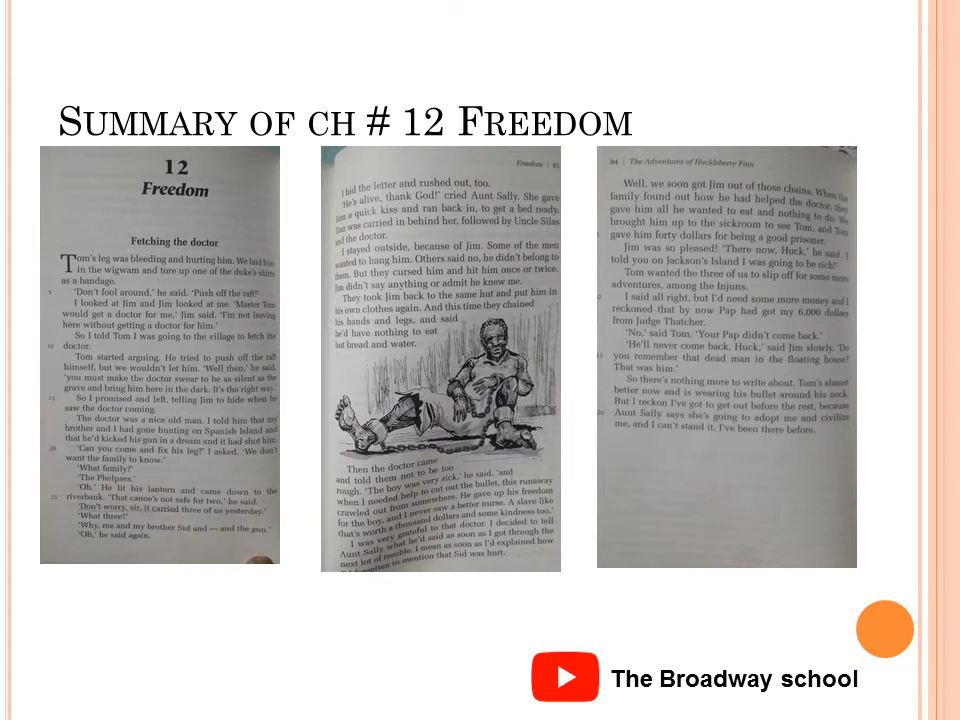 SUMMARY OF CH # 12 FREEDOM
12
Freedom
Fetching the doctor
Tom's leg was bleeding and hurting him. We laid him
in the wigwam and tore up one of the duke's shirts
as a bandage.
5 'Don't fool around,' he said. 'Push off the raft!'
I looked at Jim and Jim looked at me. 'Master Tom
would get a doctor for me,' Jim said. 'I'm not leaving
here without getting a doctor for him.'
So I told Tom I was going to the village to fetch the
10 doctor.
Tom started arguing. He tried to push off the raft
himself, but we wouldn't let him. 'Well then,' he said,
'you must make the doctor swear to be as silent as the
grave and bring him here in the dark. It's the right way.'
15 So I promised and left, telling Jim to hide when he
saw the doctor coming.
The doctor was a nice old man. I told him that my
brother and I had gone hunting on Spanish Island and
that he'd kicked his gun in a dream and it had shot him.
20 'Can you come and fix his leg?' I asked. 'We don't
want the family to know.'
'What family?'
'The Phelpses.'
'Oh.' He lit his lantern and came down to the
25 riverbank. 'That canoe's not safe for two,' he said.
'Don't worry, sir, it carried three of us yesterday.'
'What three?'
'Why, me and my brother Sid and — and the gun.'
'Oh,' he said again.
Freedom | 81
I hid the letter and rushed out, too.
'He's alive, thank God!' cried Aunt Sally. She gave
Tom a quick kiss and ran back in, to get a bed ready.
Tom was carried in behind her, followed by Uncle Silas
and the doctor.
I stayed outside, because of Jim. Some of the men
wanted to hang him. Others said no, he didn't belong to
them. But they cursed him and hit him once or twice.
Jim didn't say anything or admit he knew me.
They took Jim back to the same hut and put him in
his own clothes again. And this time they chained
his hands and legs, and said
he'd have nothing to eat
but bread and water.
Then the doctor came
and told them not to be too
rough. 'The boy was very sick,' he said, 'and
when I needed help to cut out the bullet, this runaway
crawled out from somewhere. He gave up his freedom
for the boy, and I never saw a better nurse. A slave like
that's worth a thousand dollars and some kindness too.'
I was very grateful to that doctor. I decided to tell
Aunt Sally what he'd said as soon as I got through the
next lot of trouble. I mean as soon as I'd explained how
forgotten to mention that Sid was hurt.
84 | The Adventures of Huckleberry Finn
Well, we soon got Jim out of those chains. When the
family found out how he had helped the doctor, they
gave him all he wanted to eat and nothing to do. We
brought him up to the sickroom to see Tom, and Tom
gave him forty dollars for being a good prisoner.
Jim was so pleased! 'There now, Huck,' he said. 'I
told you on Jackson's Island I was going to be rich!'
Tom wanted the three of us to slip off for some more
adventures, among the Injuns.
I said all right, but I'd need some more money and I
reckoned that by now Pap had got my 6,000 dollars
from Judge Thatcher.
'No,' said Tom. 'Your Pap didn't come back.'
'He'll never come back, Huck,' said Jim slowly. 'Do
you remember that dead man in the floating house?
That was him.'
So there's nothing more to write about. Tom's almost
better now and is wearing his bullet around his neck.
But I reckon I've got to get out before the rest, because
Aunt Sally says she's going to adopt me and civilize
me, and I can't stand it. I've been there before.
The Broadway school